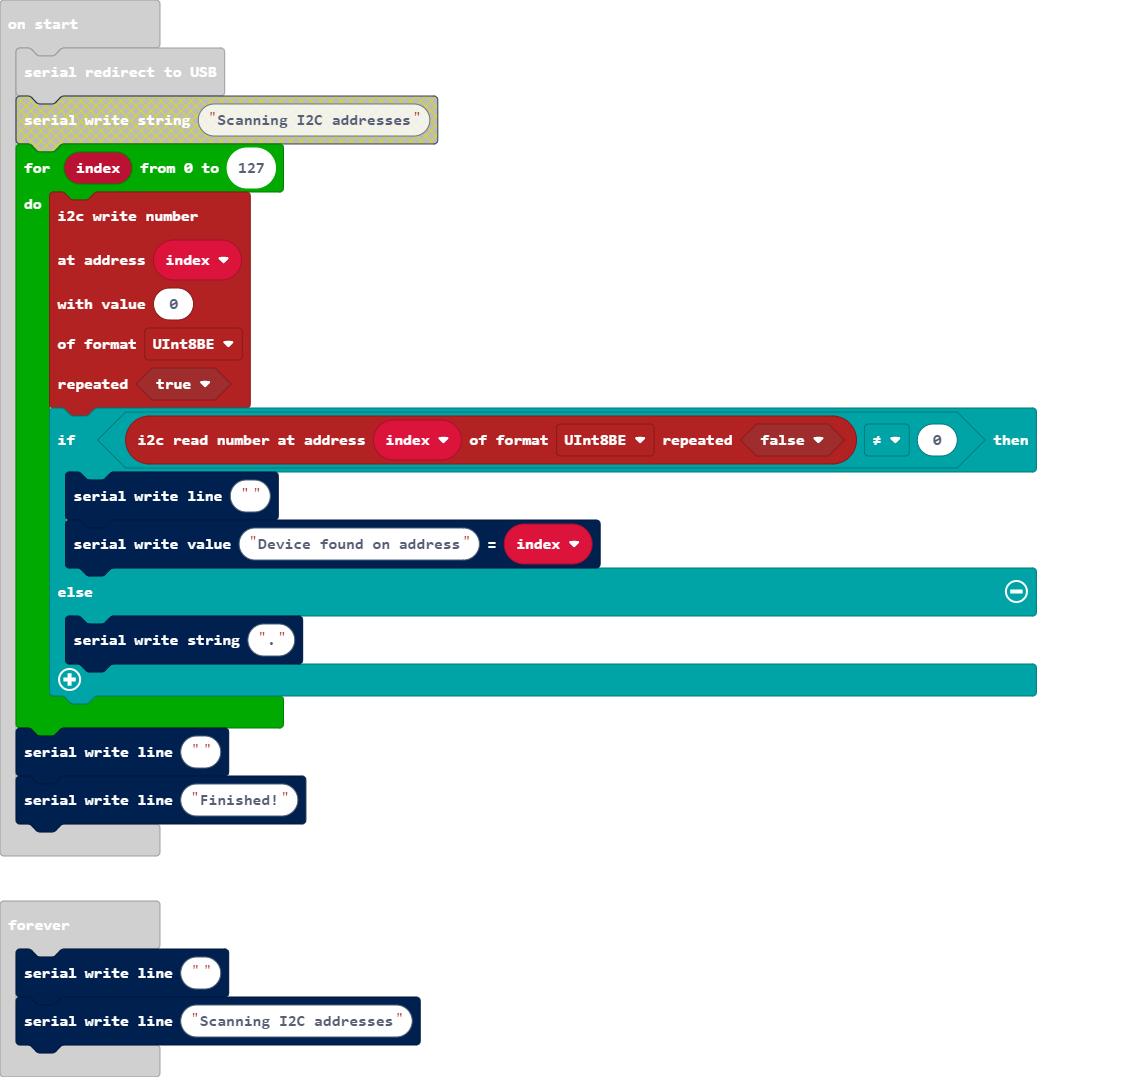 on start
serial redirect to USB
serial write string "Scanning I2C addresses"
for index from 0 to 127
do
i2c write number
at address index
with value 0
of format UInt8BE
repeated true
if i2c read number at address index of format UInt8BE repeated false ≠ 0 then
serial write line " "
serial write value "Device found on address" = index
else
serial write string "."
serial write line " "
serial write line "Finished!"
forever
serial write line " "
serial write line "Scanning I2C addresses"